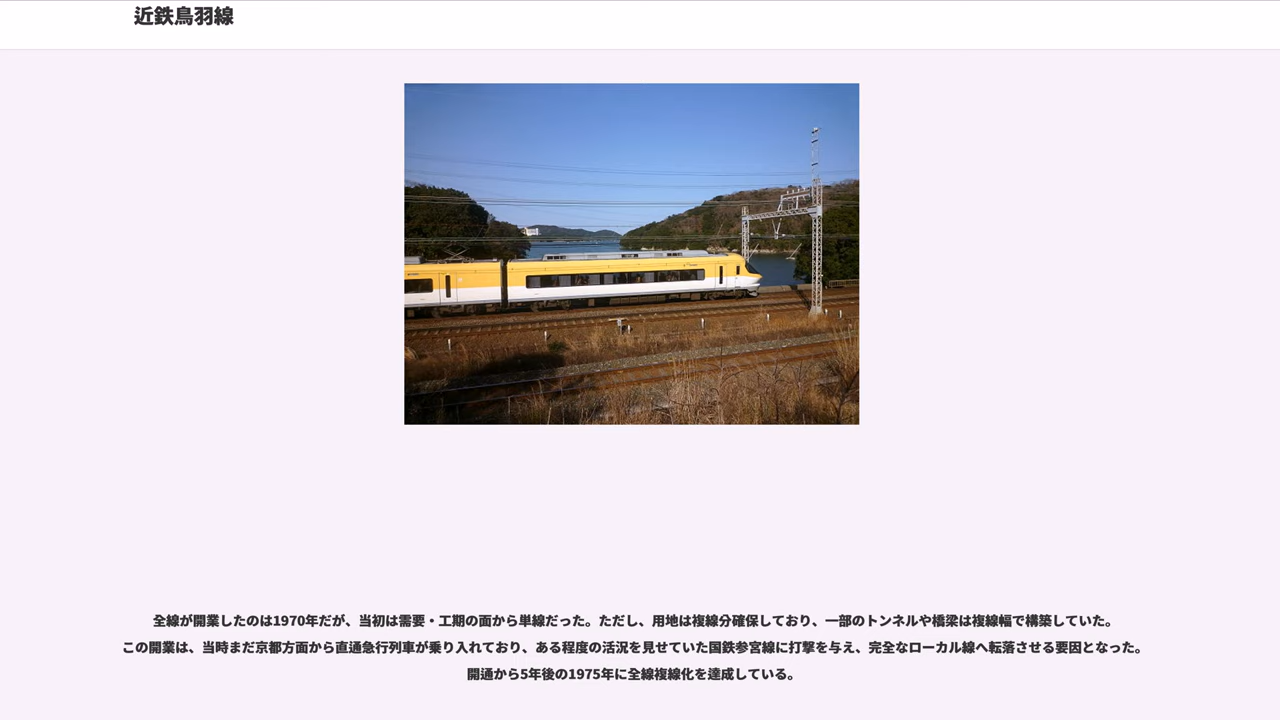 近鉄鳥羽線
全線が開業したのは1970年だが、当初は需要・工期の面から単線だった。ただし、用地は複線分確保しており、一部のトンネルや橋梁は複線幅で構築していた。
この開業は、当時まだ京都方面から直通急行列車が乗り入れており、ある程度の活況を見せていた国鉄参宮線に打撃を与え、完全なローカル線へ転落させる要因となった。
開通から5年後の1975年に全線複線化を達成している。